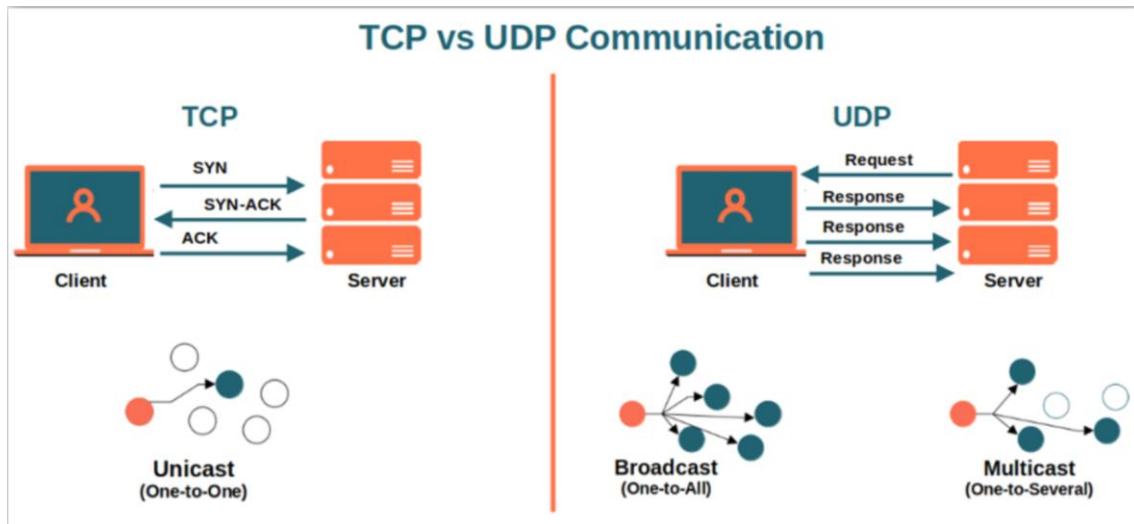 TCP vs UDP Communication
TCP
SYN
SYN-ACK
ACK
Client
Server
Unicast
(One-to-One)
UDP
Request
Response
Response
Response
Client
Server
Broadcast
(One-to-All)
Multicast
(One-to-Several)